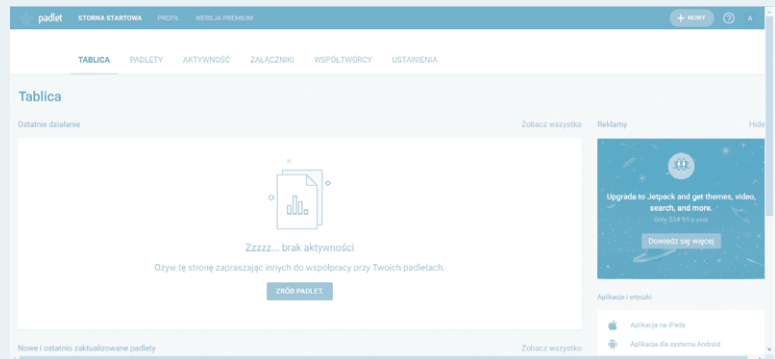 padlet STORNA STARTOWA PROFIL WERSJA PREMIUM + NOWY ? A
TABLICA PADLETY AKTYWNOŚĆ ZAŁĄCZNIKI WSPÓŁTWÓRCY USTAWIENIA
Tablica
Ostatnie działanie Zobacz wszystko
Zzzzz... brak aktywności
Ożyw tę stronę zapraszając innych do współpracy przy Twoich padletach.
ZRÓB PADLET.
Reklamy Hide
Upgrade to Jetpack and get themes, video,
search, and more.
Only $54.99 a year
Dowiedz się więcej
Aplikacje i wtyczki
Aplikacja na iPada
Aplikacja dla systemu Android
Nowe i ostatnio zaktualizowane padlety Zobacz wszystko